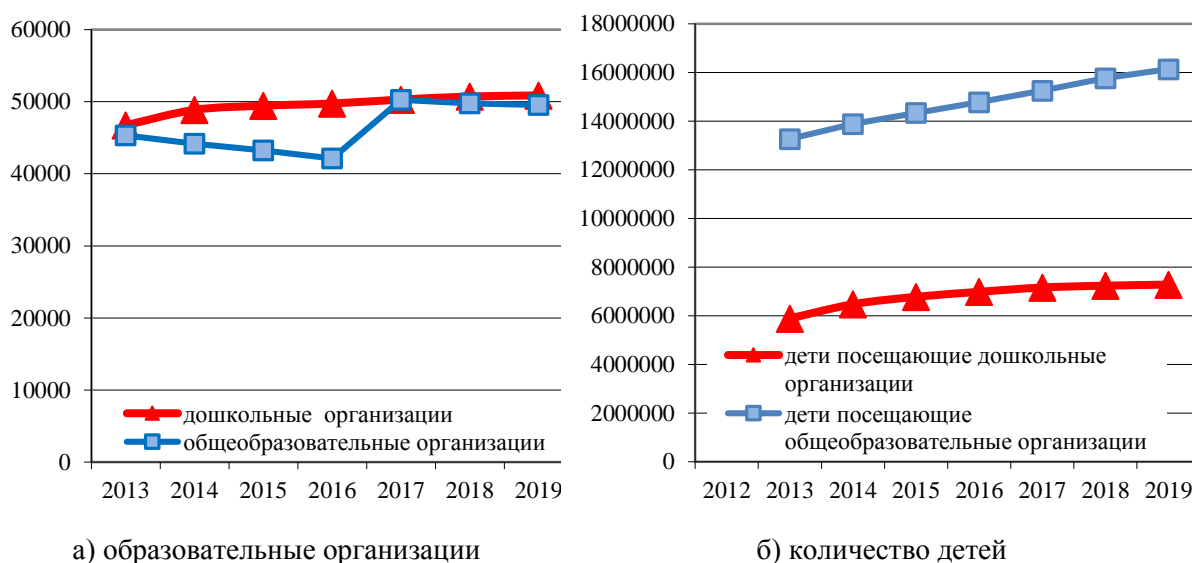 60000
50000
40000
30000
20000
10000
0
дошкольные организации
общеобразовательные организации
2013 2014 2015 2016 2017 2018 2019
а) образовательные организации
18000000
16000000
14000000
12000000
10000000
8000000
6000000
4000000
2000000
0
дети посещающие дошкольные
организации
дети посещающие
общеобразовательные организации
2012 2013 2014 2015 2016 2017 2018 2019
б) количество детей